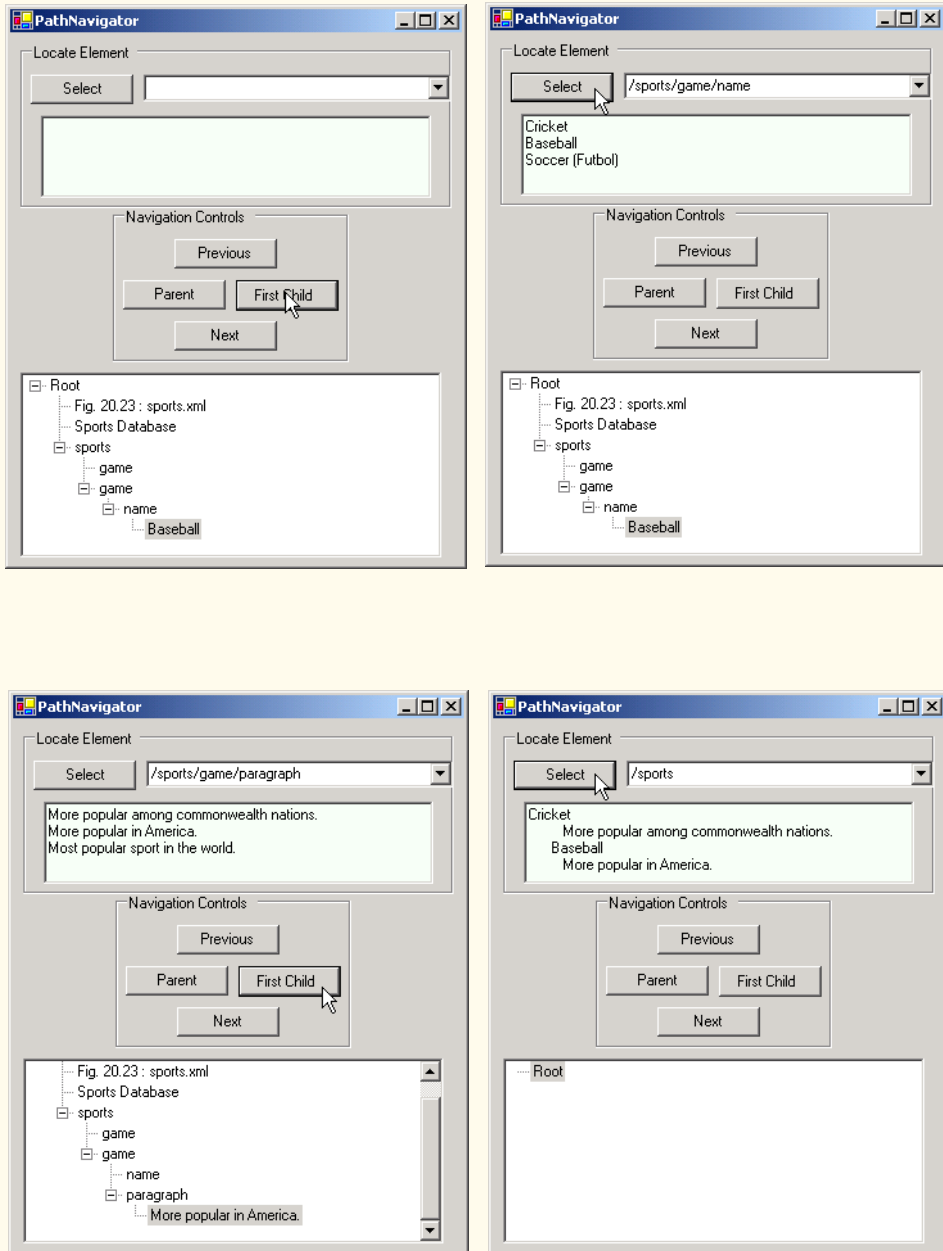 PathNavigator
Locate Element
Select
Navigation Controls
Previous
Parent First Child
Next
Root
Fig. 20.23 : sports.xml
Sports Database
sports
game
game
name
Baseball
PathNavigator
Locate Element
Select /sports/game/name
Cricket
Baseball
Soccer (Futbol)
Navigation Controls
Previous
Parent First Child
Next
Root
Fig. 20.23 : sports.xml
Sports Database
sports
game
game
name
Baseball
PathNavigator
Locate Element
Select /sports/game/paragraph
More popular among commonwealth nations.
More popular in America.
Most popular sport in the world.
Navigation Controls
Previous
Parent First Child
Next
Fig. 20.23 : sports.xml
Sports Database
sports
game
game
name
paragraph
More popular in America.
PathNavigator
Locate Element
Select /sports
Cricket
More popular among commonwealth nations.
Baseball
More popular in America.
Navigation Controls
Previous
Parent First Child
Next
Root